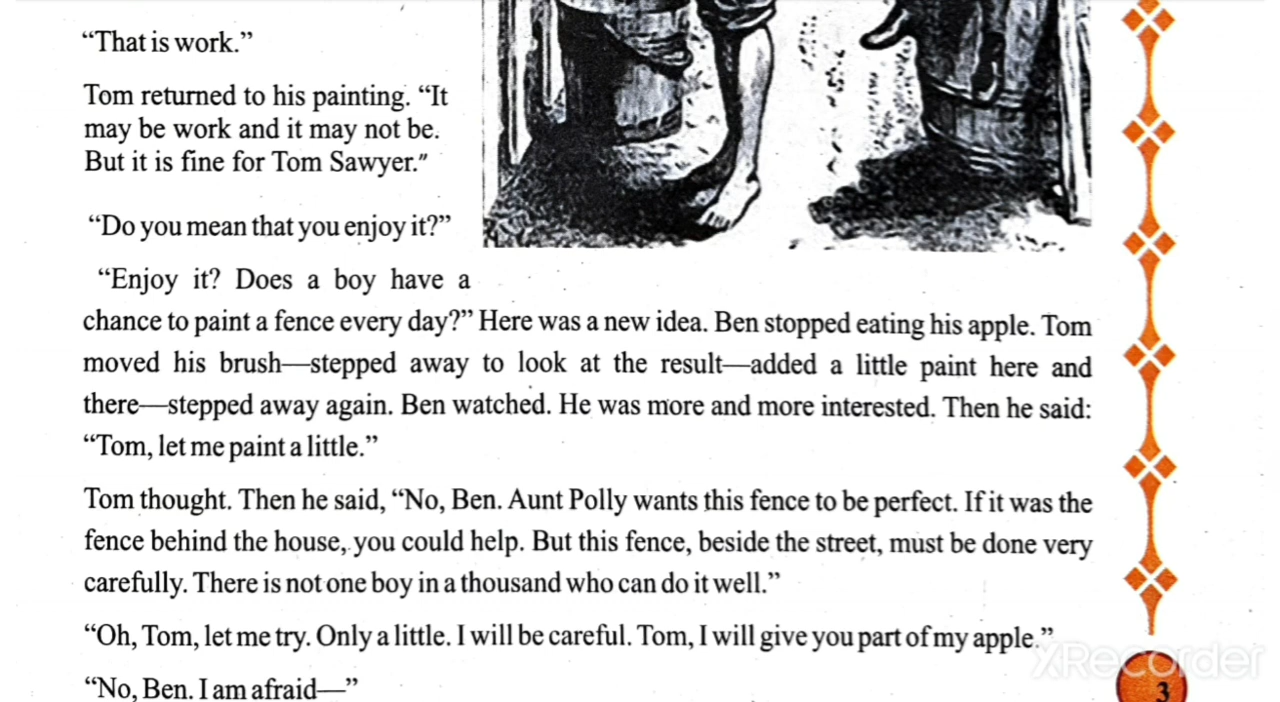 “That is work.”
Tom returned to his painting. “It
may be work and it may not be.
But it is fine for Tom Sawyer.”
“Do you mean that you enjoy it?”
“Enjoy it? Does a boy have a
chance to paint a fence every day?” Here was a new idea. Ben stopped eating his apple. Tom
moved his brush—stepped away to look at the result—added a little paint here and
there—stepped away again. Ben watched. He was more and more interested. Then he said:
“Tom, let me paint a little.”
Tom thought. Then he said, “No, Ben. Aunt Polly wants this fence to be perfect. If it was the
fence behind the house, you could help. But this fence, beside the street, must be done very
carefully. There is not one boy in a thousand who can do it well.”
“Oh, Tom, let me try. Only a little. I will be careful. Tom, I will give you part of my apple.”
XRecorder
“No, Ben. I am afraid—”
3